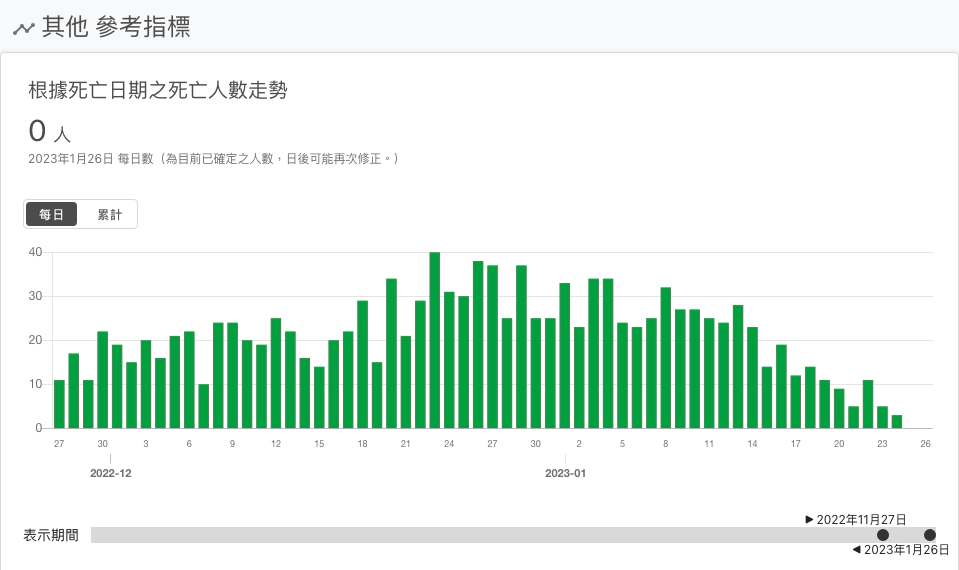 其他 參考指標
根據死亡日期之死亡人數走勢
0 人
2023年1月26日 每日數（為目前已確定之人數，日後可能再次修正。）
每日 累計
40
30
20
10
0
27 30 3 6 9 12 15 18 21 24 27 30 2 5 8 11 14 17 20 23 26
2022-12 2023-01
▶ 2022年11月27日
表示期間
◀ 2023年1月26日